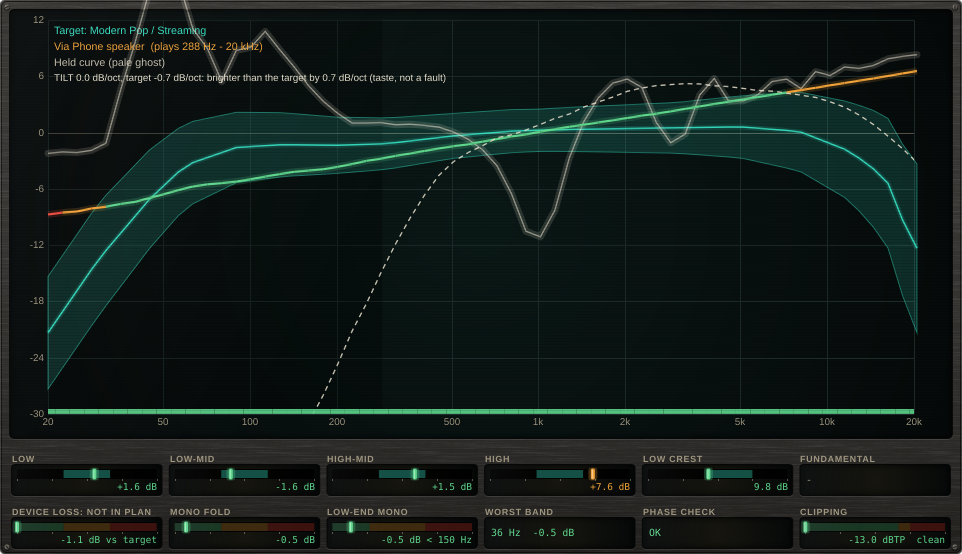 12
Target: Modern Pop / Streaming
Via Phone speaker (plays 288 Hz - 20 kHz)
Held curve (pale ghost)
TILT 0.0 dB/oct, target -0.7 dB/oct: brighter than the target by 0.7 dB/oct (taste, not a fault)
6
0
-6
-12
-18
-24
-30
20 50 100 200 500 1k 2k 5k 10k 20k
LOW LOW-MID HIGH-MID HIGH LOW CREST FUNDAMENTAL
+1.6 dB -1.6 dB +1.5 dB +7.6 dB 9.8 dB -
DEVICE LOSS: NOT IN PLAN MONO FOLD LOW-END MONO WORST BAND PHASE CHECK CLIPPING
-1.1 dB vs target -0.5 dB -0.5 dB < 150 Hz 36 Hz -0.5 dB OK -13.0 dBTP clean